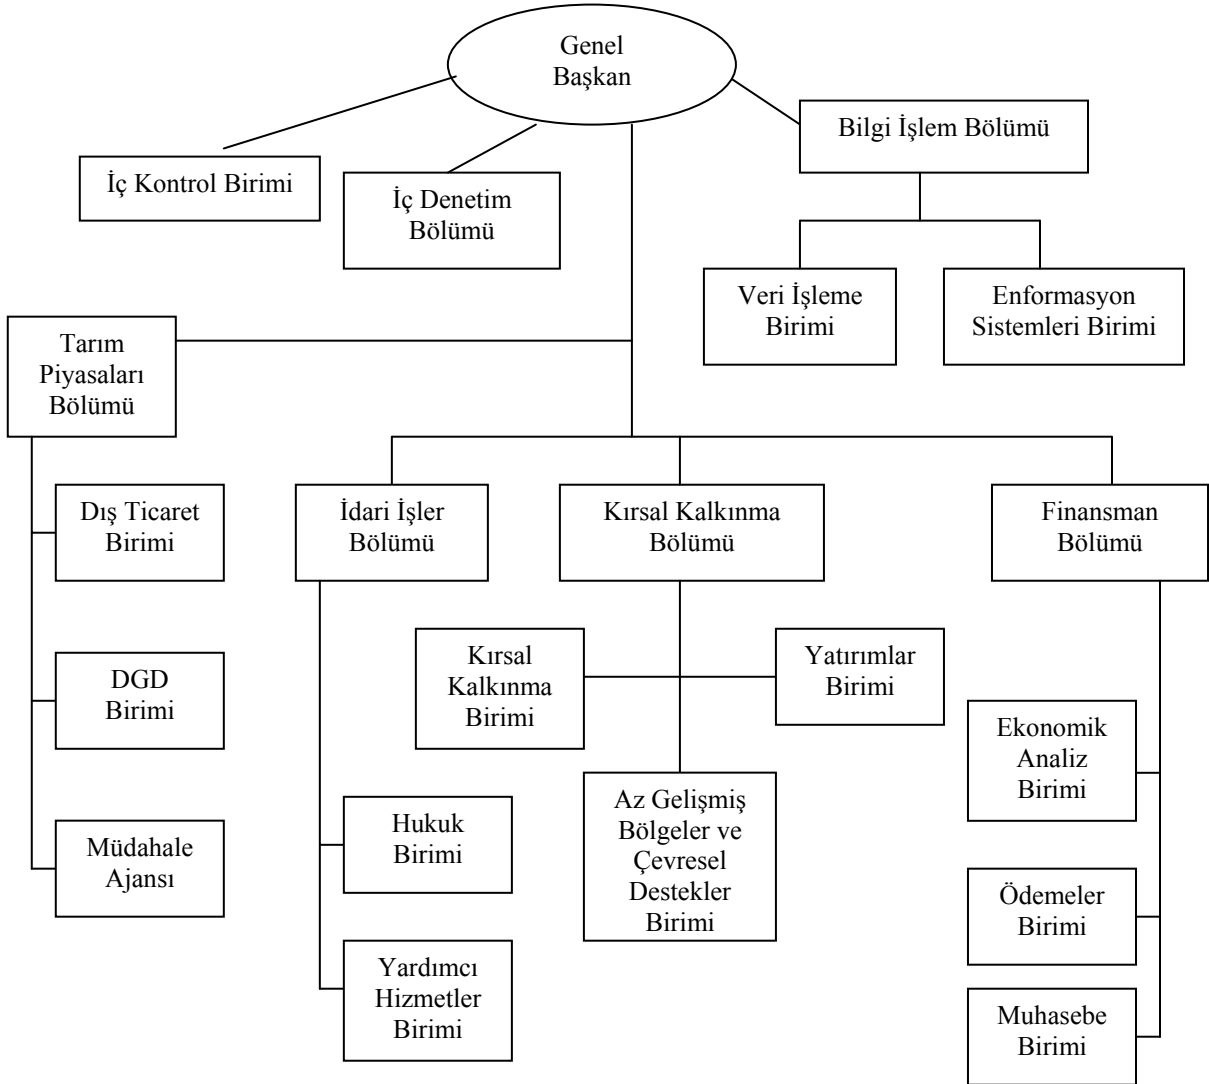 Genel
Başkan
Bilgi İşlem Bölümü
İç Kontrol Birimi
İç Denetim
Bölümü
Veri İşleme
Birimi
Enformasyon
Sistemleri Birimi
Tarım
Piyasaları
Bölümü
Dış Ticaret
Birimi
DGD
Birimi
Müdahale
Ajansı
İdari İşler
Bölümü
Hukuk
Birimi
Yardımcı
Hizmetler
Birimi
Kırsal Kalkınma
Bölümü
Kırsal
Kalkınma
Birimi
Yatırımlar
Birimi
Az Gelişmiş
Bölgeler ve
Çevresel
Destekler
Birimi
Finansman
Bölümü
Ekonomik
Analiz
Birimi
Ödemeler
Birimi
Muhasebe
Birimi